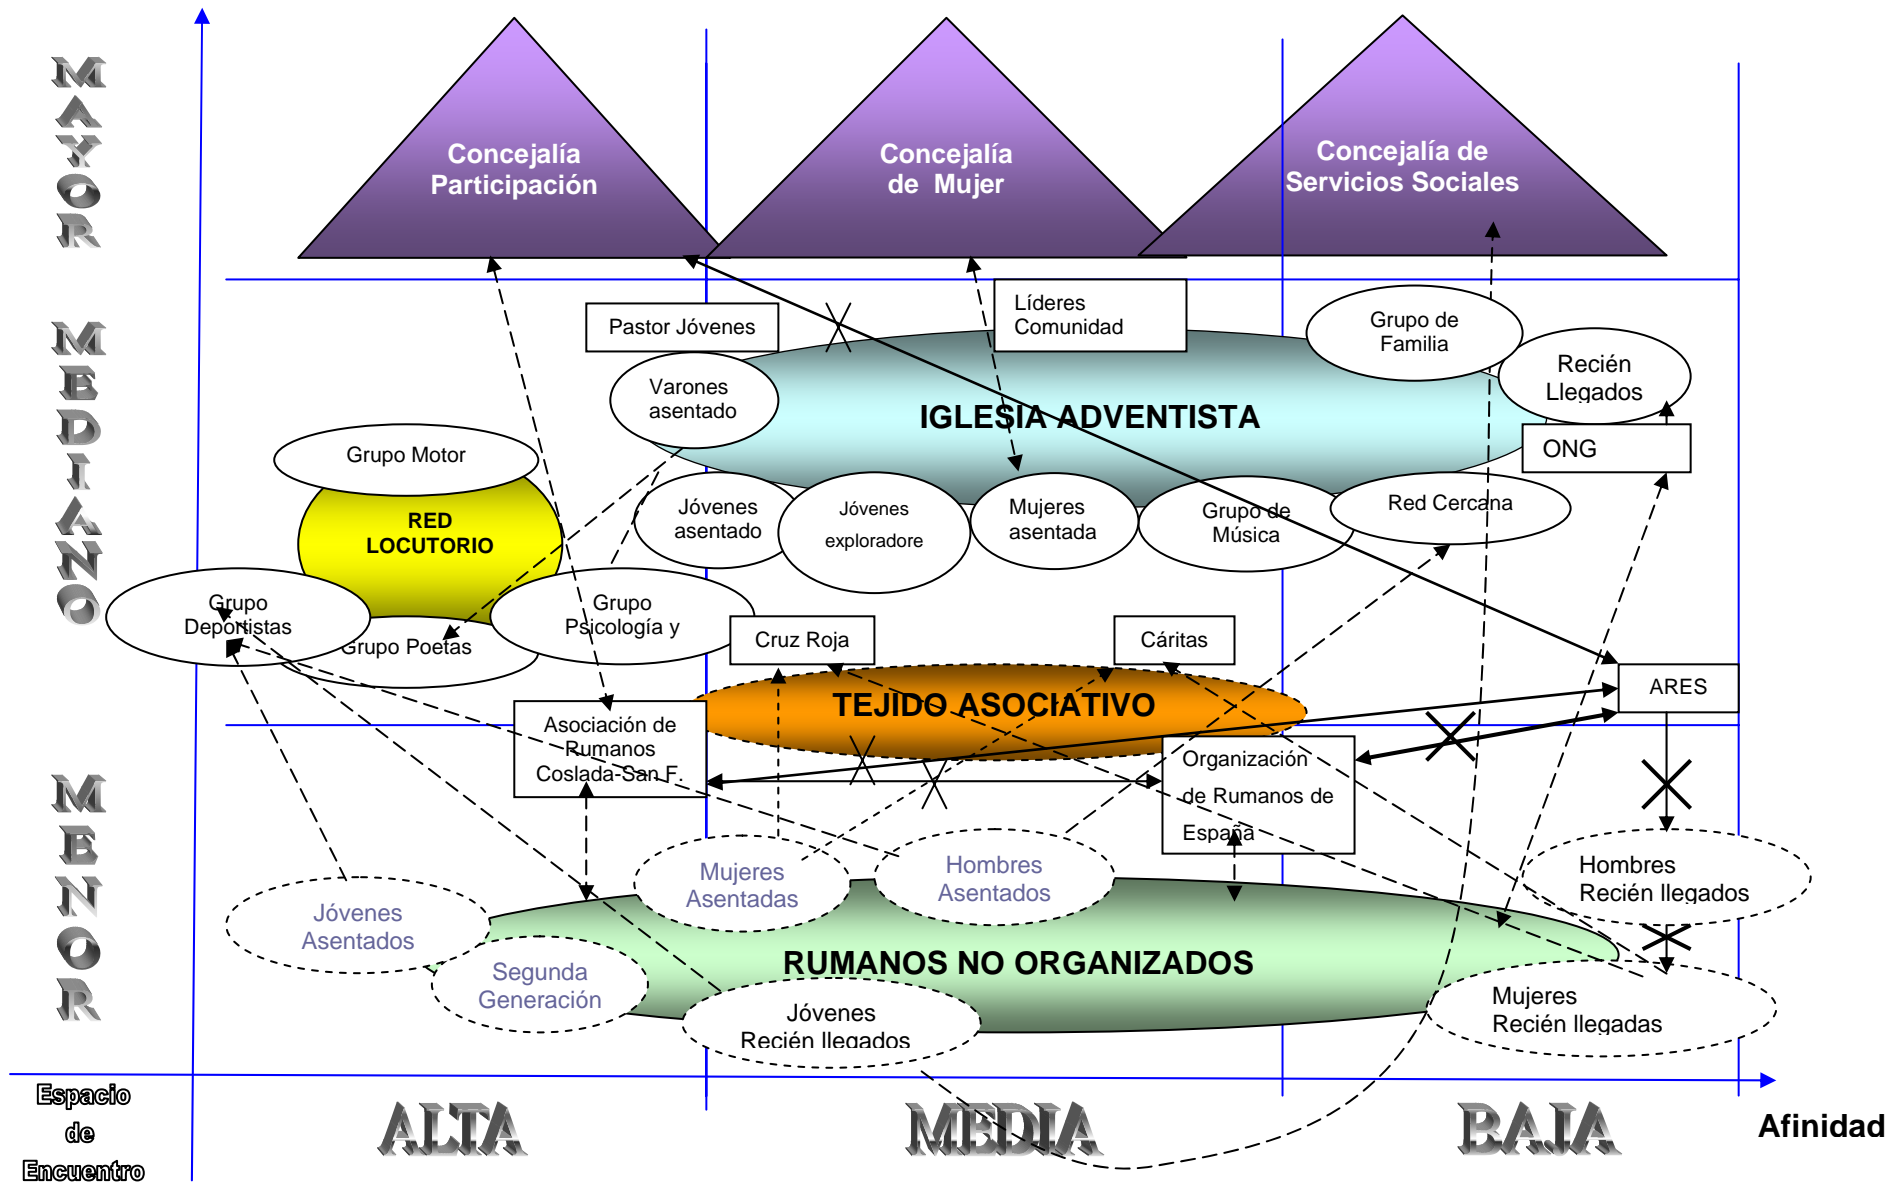 MAYOR
Concejalía
Participación
Concejalía
de Mujer
Concejalía de
Servicios Sociales
MEDIANO
Pastor Jóvenes
Líderes
Comunidad
Grupo de
Familia
Recién
Llegados
Varones
asentado
IGLESIA ADVENTISTA
ONG
Grupo Motor
RED
LOCUTORIO
Jóvenes
asentado
Jóvenes
exploradore
Mujeres
asentada
Grupo de
Música
Red Cercana
Grupo
Deportistas
Grupo Poetas
Grupo
Psicología y
Cruz Roja
Cáritas
ARES
TEJIDO ASOCIATIVO
Asociación de
Rumanos
Coslada-San F.
Organización
de Rumanos de
España
MENOR
Mujeres
Asentadas
Hombres
Asentados
Hombres
Recién llegados
Jóvenes
Asentados
Segunda
Generación
RUMANOS NO ORGANIZADOS
Jóvenes
Recién llegados
Mujeres
Recién llegadas
Espacio
de
Encuentro
ALTA
MEDIA
BAJA
Afinidad